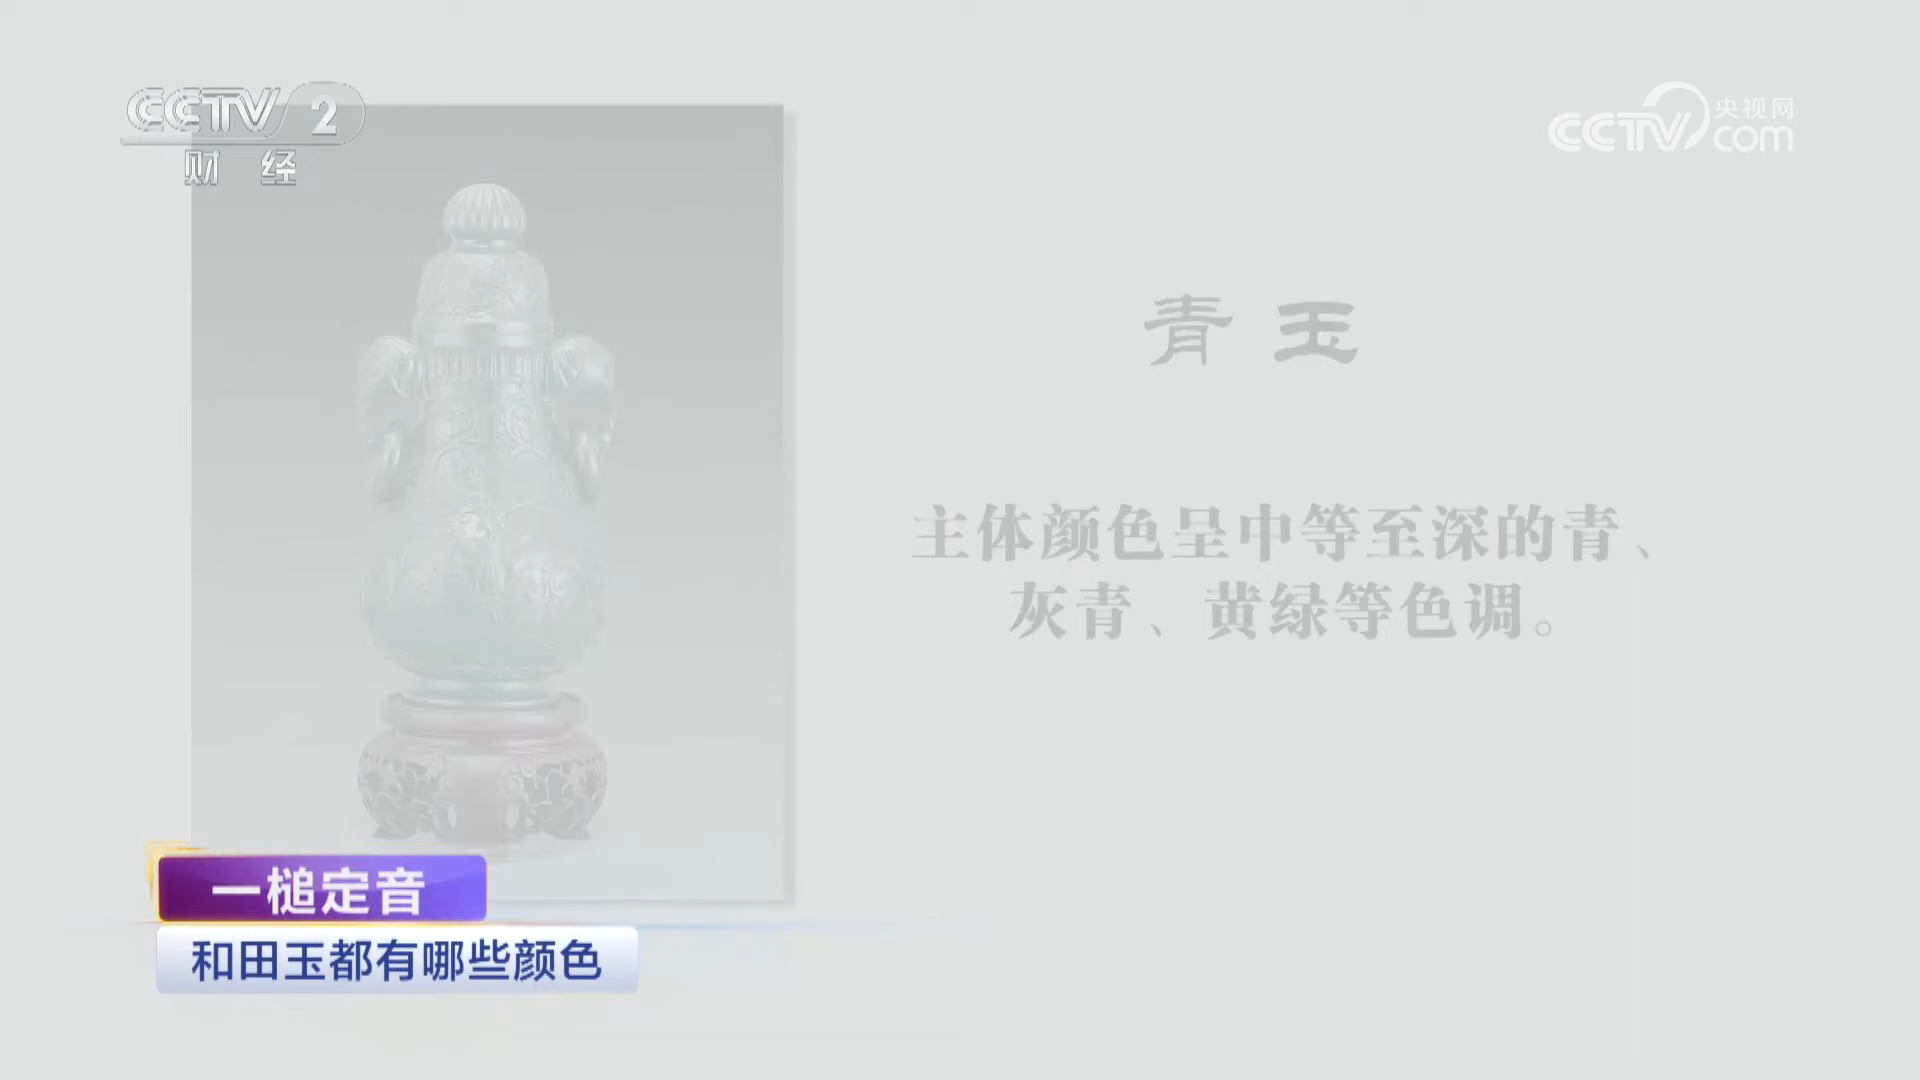 CCTV 2
财 经
央视网
CCTV com
青 玉
主体颜色呈中等至深的青、
灰青、黄绿等色调。
一槌定音
和田玉都有哪些颜色